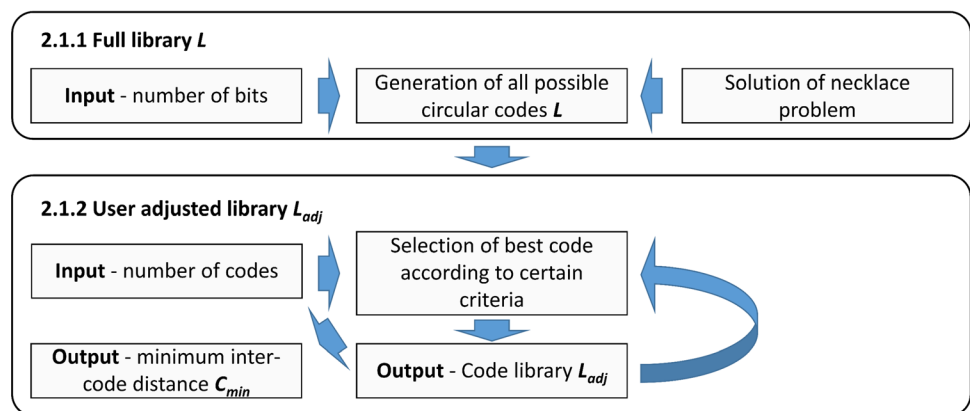 2.1.1 Full library L
Input - number of bits
Generation of all possible
circular codes L
Solution of necklace
problem
2.1.2 User adjusted library Ladj
Input - number of codes
Selection of best code
according to certain
criteria
Output - minimum inter-
code distance Cmin
Output - Code library Ladj